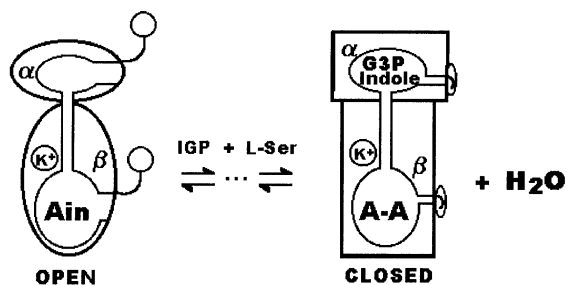 α
K+
β
Ain
OPEN
IGP + L-Ser
...
α
G3P
Indole
K+
β
A-A
CLOSED
+ H₂O